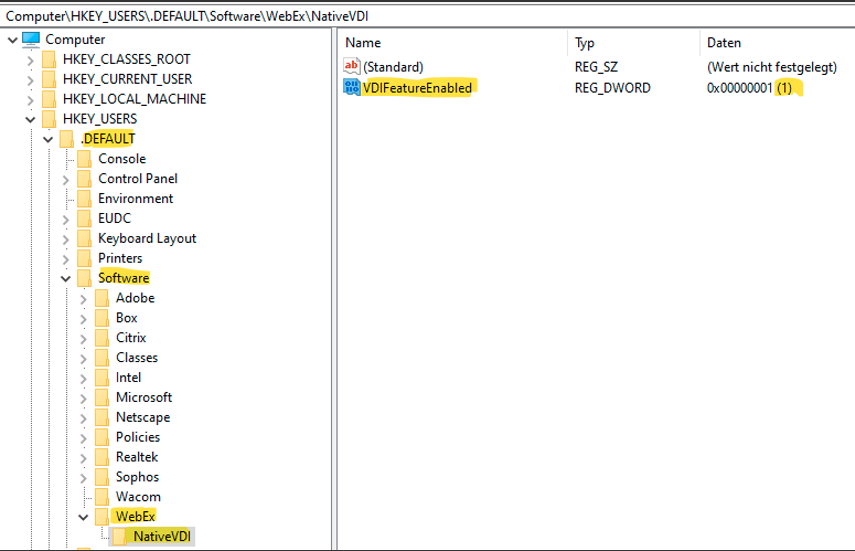 Computer\HKEY_USERS\.DEFAULT\Software\WebEx\NativeVDI
Computer
HKEY_CLASSES_ROOT
HKEY_CURRENT_USER
HKEY_LOCAL_MACHINE
HKEY_USERS
.DEFAULT
Console
Control Panel
Environment
EUDC
Keyboard Layout
Printers
Software
Adobe
Box
Citrix
Classes
Intel
Microsoft
Netscape
Policies
Realtek
Sophos
Wacom
WebEx
NativeVDI
Name Typ Daten
ab (Standard) REG_SZ (Wert nicht festgelegt)
VDIFeatureEnabled REG_DWORD 0x00000001 (1)